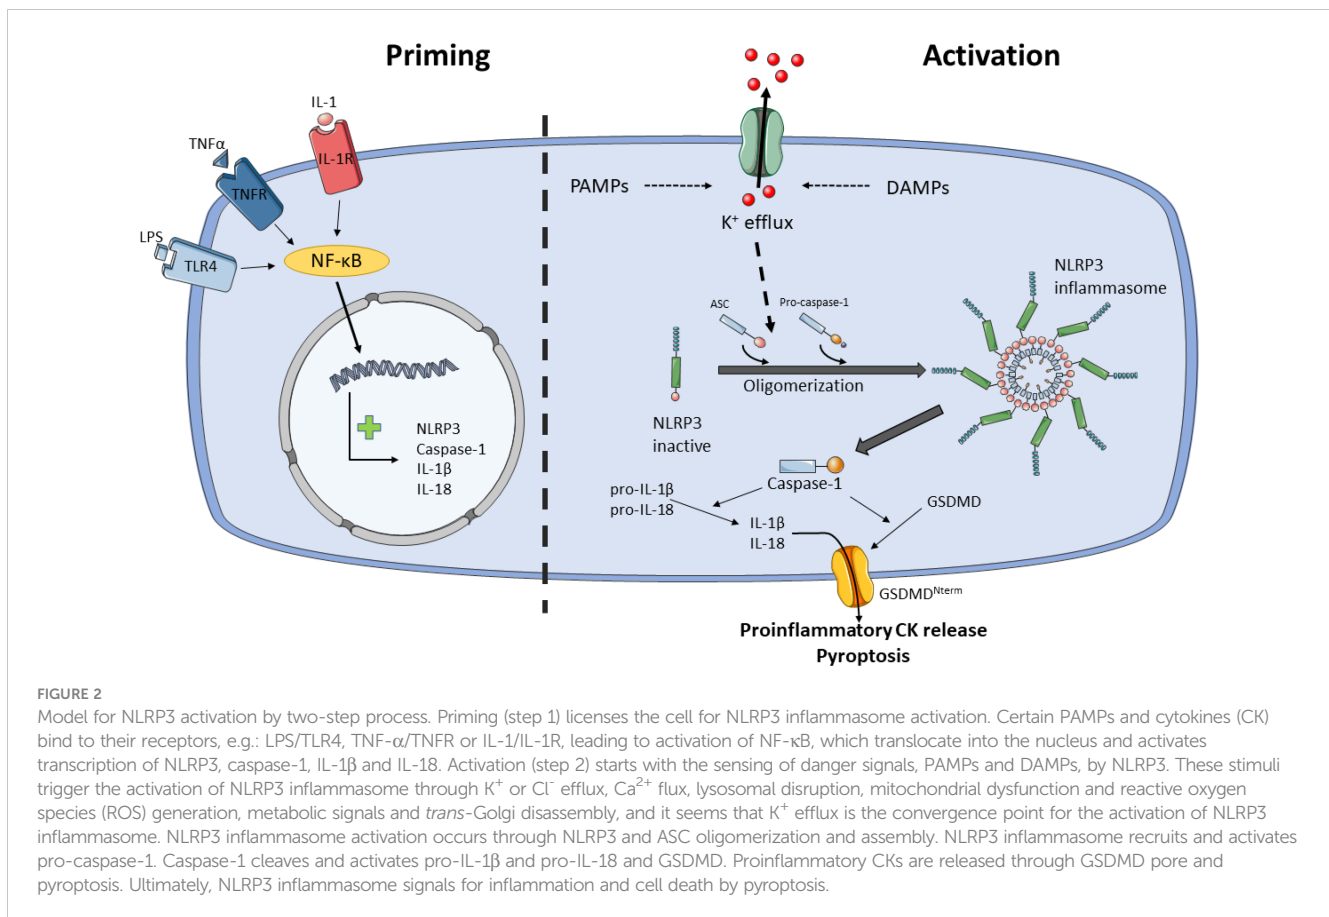 Priming
Activation
IL-1
TNFα
IL-1R
TNFR
LPS
TLR4
NF-κB
NLRP3
Caspase-1
IL-1β
IL-18
PAMPs
DAMPs
K⁺ efflux
ASC
Pro-caspase-1
NLRP3
inflammasome
Oligomerization
NLRP3
inactive
Caspase-1
pro-IL-1β
pro-IL-18
GSDMD
IL-1β
IL-18
GSDMDᴺᵗᵉʳᵐ
Proinflammatory CK release
Pyroptosis
FIGURE 2
Model for NLRP3 activation by two-step process. Priming (step 1) licenses the cell for NLRP3 inflammasome activation. Certain PAMPs and cytokines (CK)
bind to their receptors, e.g.: LPS/TLR4, TNF-α/TNFR or IL-1/IL-1R, leading to activation of NF-κB, which translocate into the nucleus and activates
transcription of NLRP3, caspase-1, IL-1β and IL-18. Activation (step 2) starts with the sensing of danger signals, PAMPs and DAMPs, by NLRP3. These stimuli
trigger the activation of NLRP3 inflammasome through K⁺ or Cl⁻ efflux, Ca²⁺ flux, lysosomal disruption, mitochondrial dysfunction and reactive oxygen
species (ROS) generation, metabolic signals and trans-Golgi disassembly, and it seems that K⁺ efflux is the convergence point for the activation of NLRP3
inflammasome. NLRP3 inflammasome activation occurs through NLRP3 and ASC oligomerization and assembly. NLRP3 inflammasome recruits and activates
pro-caspase-1. Caspase-1 cleaves and activates pro-IL-1β and pro-IL-18 and GSDMD. Proinflammatory CKs are released through GSDMD pore and
pyroptosis. Ultimately, NLRP3 inflammasome signals for inflammation and cell death by pyroptosis.